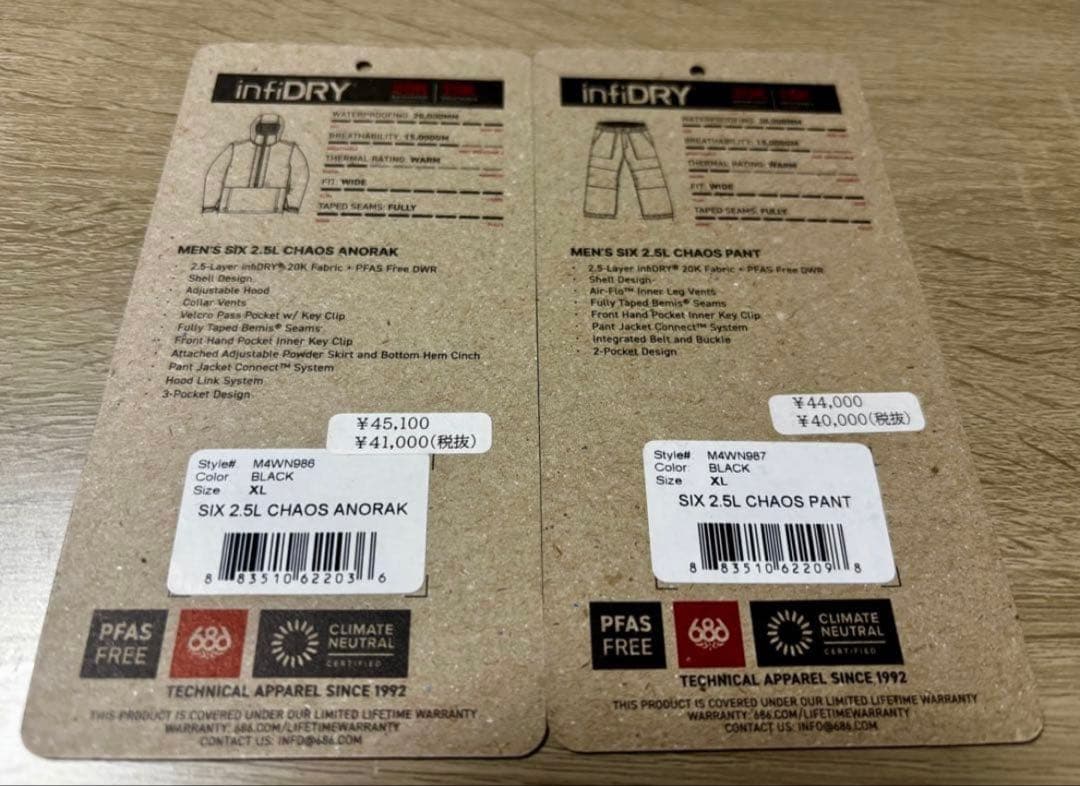 infiDRY
WATERPROOFING: 20,000MM
BREATHABILITY: 15,000GM
THERMAL RATING: WARM
FIT: WIDE
TAPED SEAMS: FULLY
MEN'S SIX 2.5L CHAOS ANORAK
· 2.5-Layer infiDRY® 20K Fabric + PFAS Free DWR
· Shell Design
· Adjustable Hood
· Collar Vents
· Velcro Pass Pocket w/ Key Clip
· Fully Taped Bemis® Seams
· Front Hand Pocket Inner Key Clip
· Attached Adjustable Powder Skirt and Bottom Hem Cinch
· Pant Jacket Connect™ System
· Hood Link System
· 3-Pocket Design
¥45,100
¥41,000(税抜)
Style# M4WN986
Color BLACK
Size XL
SIX 2.5L CHAOS ANORAK
8 83510 62203 6
PFAS FREE
686
CLIMATE NEUTRAL CERTIFIED
TECHNICAL APPAREL SINCE 1992
THIS PRODUCT IS COVERED UNDER OUR LIMITED LIFETIME WARRANTY
WARRANTY: 686.COM/LIFETIMEWARRANTY
CONTACT US: INFO@686.COM
infiDRY
WATERPROOFING: 20,000MM
BREATHABILITY: 15,000GM
THERMAL RATING: WARM
FIT: WIDE
TAPED SEAMS: FULLY
MEN'S SIX 2.5L CHAOS PANT
· 2.5-Layer infiDRY® 20K Fabric + PFAS Free DWR
· Shell Design
· Air-Flo™ Inner Leg Vents
· Fully Taped Bemis® Seams
· Front Hand Pocket Inner Key Clip
· Pant Jacket Connect™ System
· Integrated Belt and Buckle
· 2-Pocket Design
¥44,000
¥40,000(税抜)
Style# M4WN987
Color BLACK
Size XL
SIX 2.5L CHAOS PANT
8 83510 62209 8
PFAS FREE
686
CLIMATE NEUTRAL CERTIFIED
TECHNICAL APPAREL SINCE 1992
THIS PRODUCT IS COVERED UNDER OUR LIMITED LIFETIME WARRANTY
WARRANTY: 686.COM/LIFETIMEWARRANTY
CONTACT US: INFO@686.COM